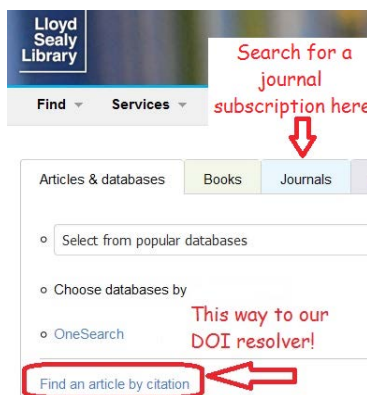 Lloyd
Sealy
Library
Search for a
journal
subscription here
Find Services
Articles & databases Books Journals
Select from popular databases
Choose databases by
This way to our
DOI resolver!
OneSearch
Find an article by citation